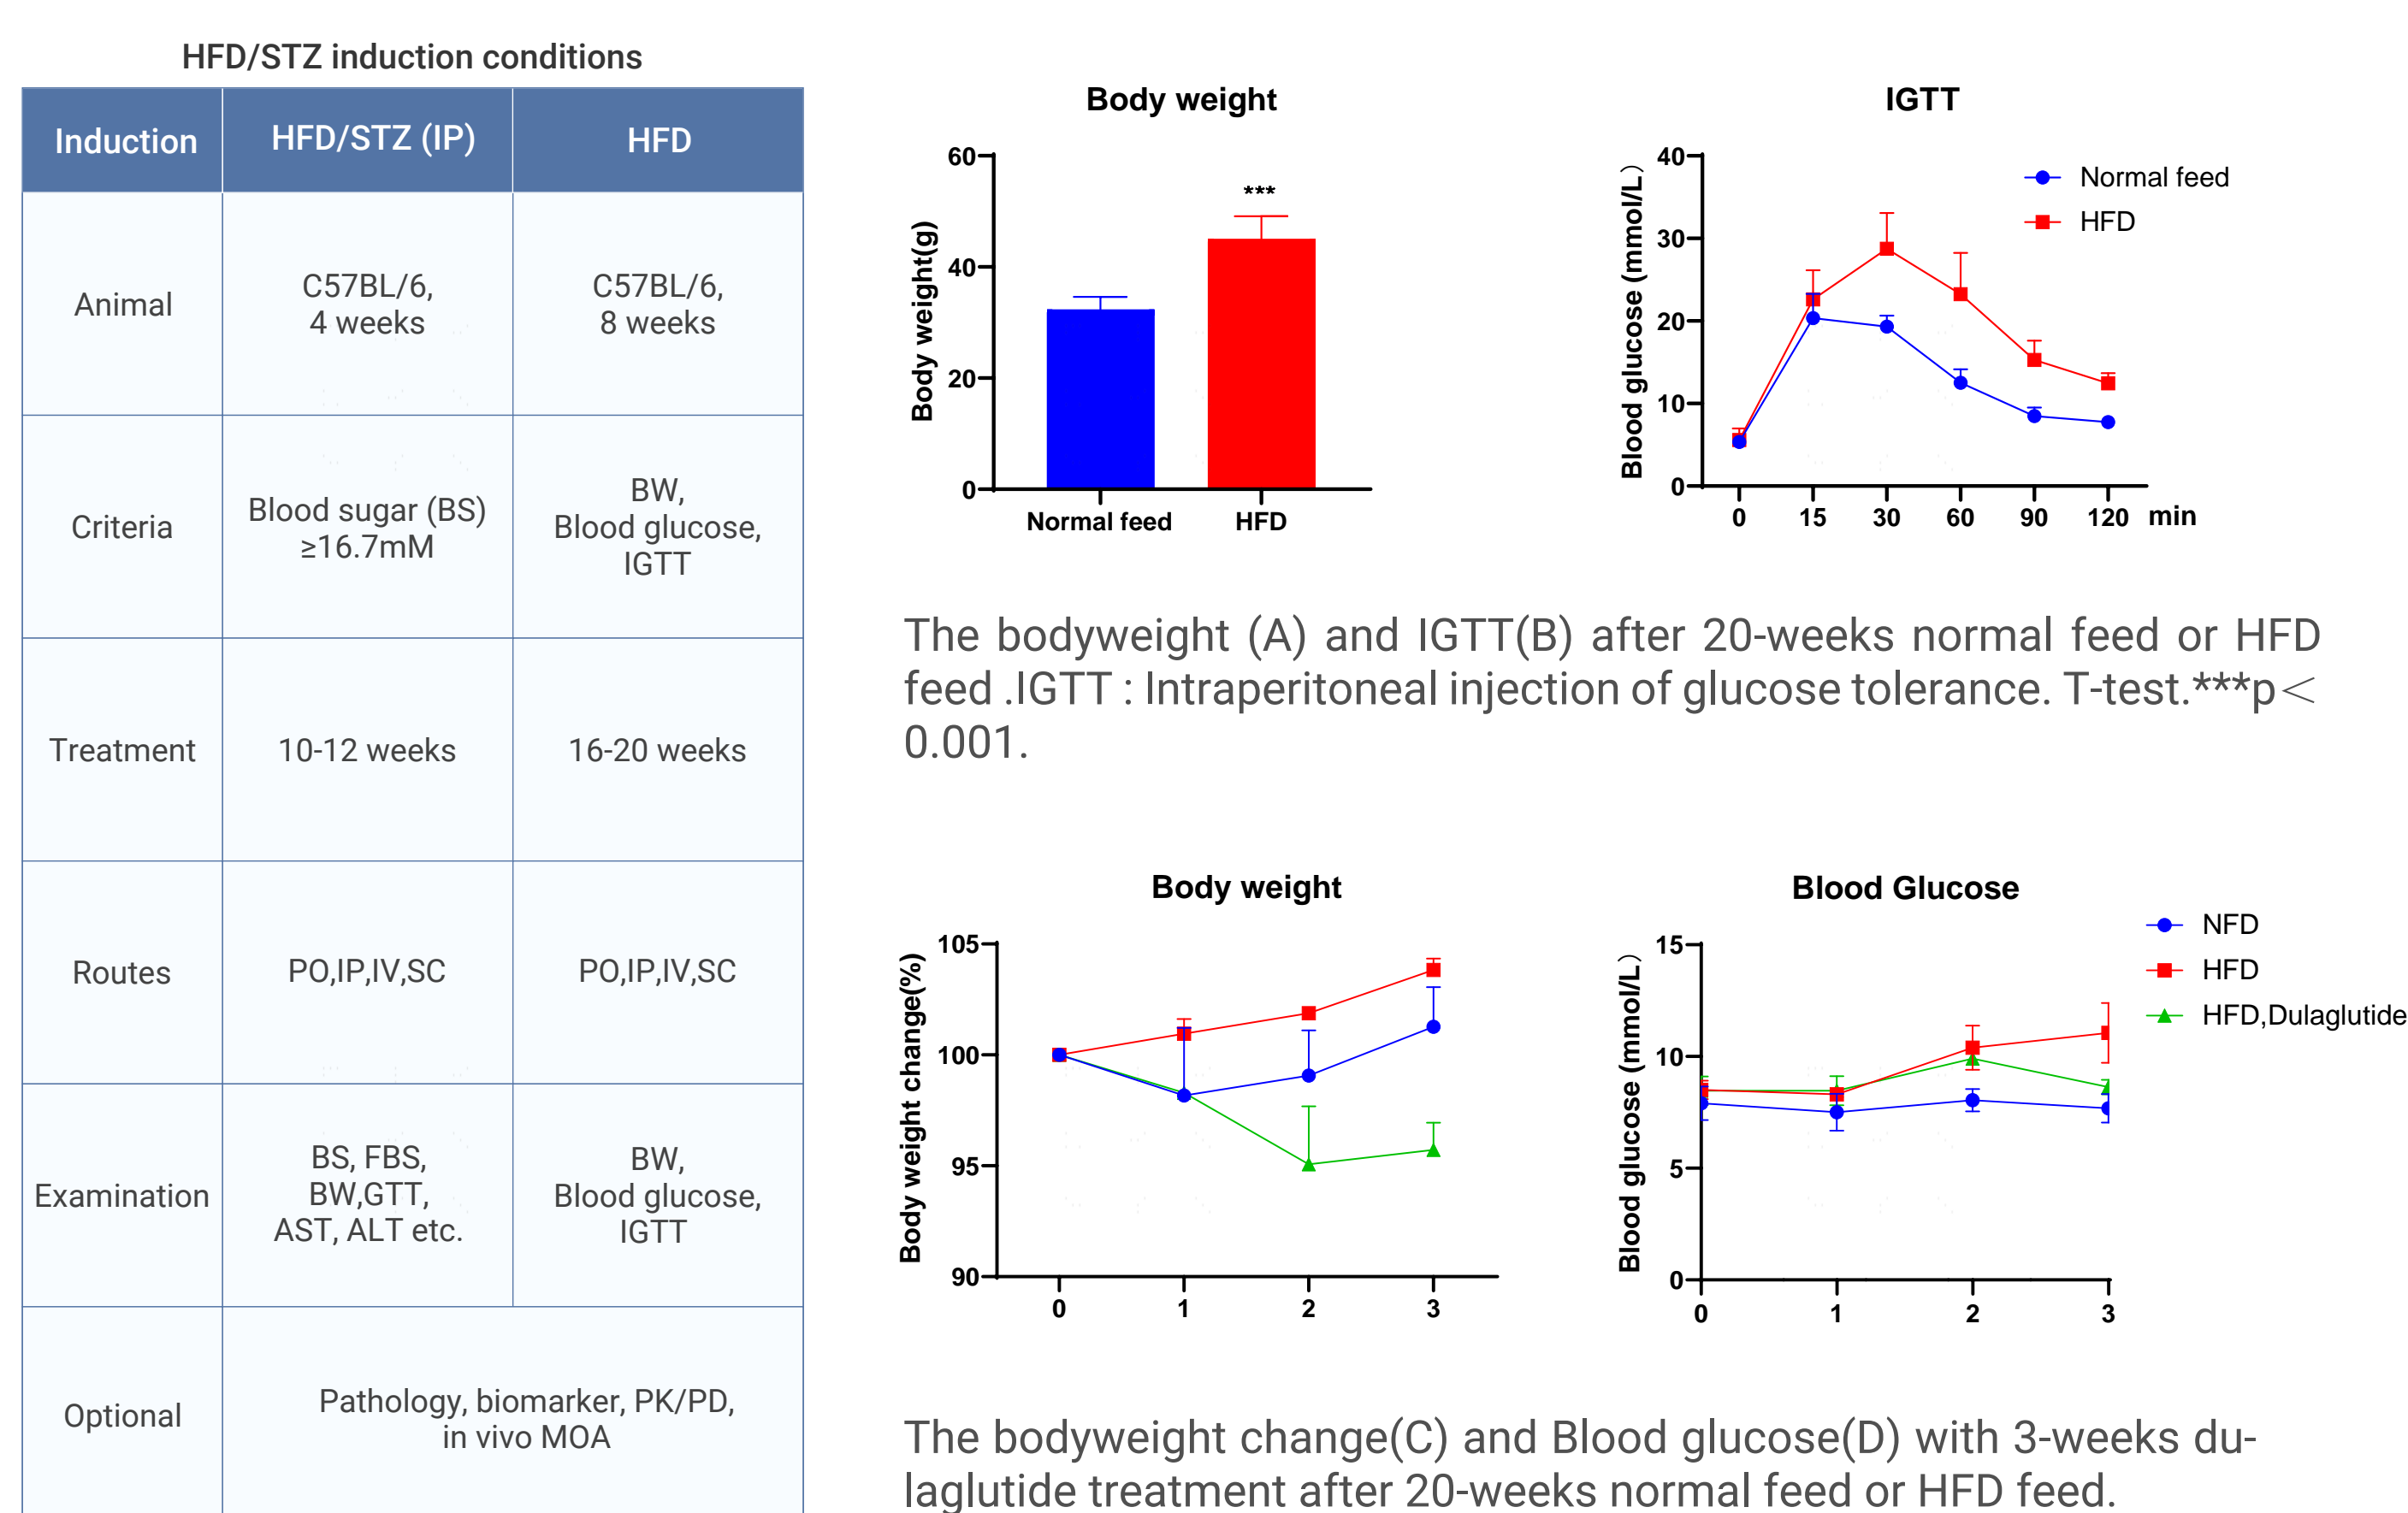 HFD/STZ induction conditions
Induction HFD/STZ (IP) HFD
Animal
C57BL/6,
4 weeks
C57BL/6,
8 weeks
Criteria
Blood sugar (BS)
≥16.7mM
BW,
Blood glucose,
IGTT
Treatment 10-12 weeks 16-20 weeks
Routes PO,IP,IV,SC PO,IP,IV,SC
Examination
BS, FBS,
BW,GTT,
AST, ALT etc.
BW,
Blood glucose,
IGTT
Optional
Pathology, biomarker, PK/PD,
in vivo MOA
Body weight
Body weight(g)
60
40
20
0
***
Normal feed HFD
IGTT
Blood glucose (mmol/L）
40
30
20
10
0
0 15 30 60 90 120 min
Normal feed
HFD
The bodyweight (A) and IGTT(B) after 20-weeks normal feed or HFD
feed .IGTT : Intraperitoneal injection of glucose tolerance. T-test.***p＜
0.001.
Body weight
Body weight change(%)
105
100
95
90
0 1 2 3
Blood Glucose
Blood glucose (mmol/L）
15
10
5
0
0 1 2 3
NFD
HFD
HFD,Dulaglutide
The bodyweight change(C) and Blood glucose(D) with 3-weeks du-
laglutide treatment after 20-weeks normal feed or HFD feed.